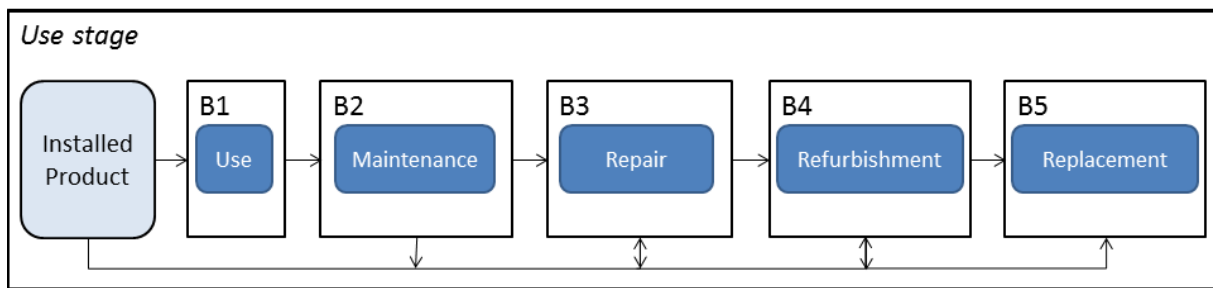 Use stage
Installed
Product
B1
Use
B2
Maintenance
B3
Repair
B4
Refurbishment
B5
Replacement